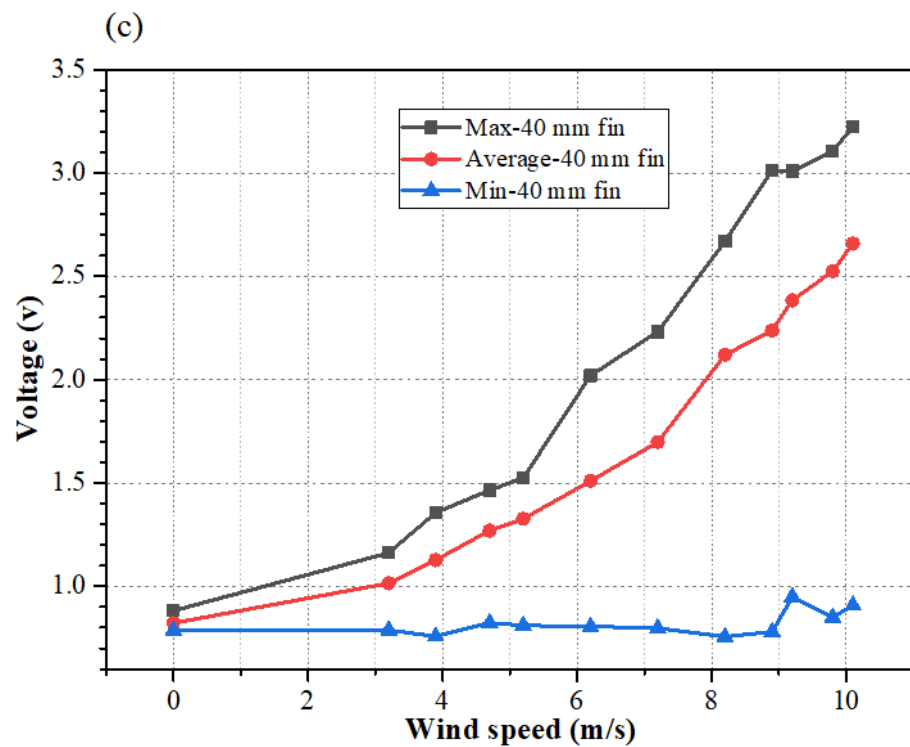 (c)
3.5
3.0
2.5
2.0
1.5
1.0
Voltage (v)
Max-40 mm fin
Average-40 mm fin
Min-40 mm fin
0 2 4 6 8 10
Wind speed (m/s)